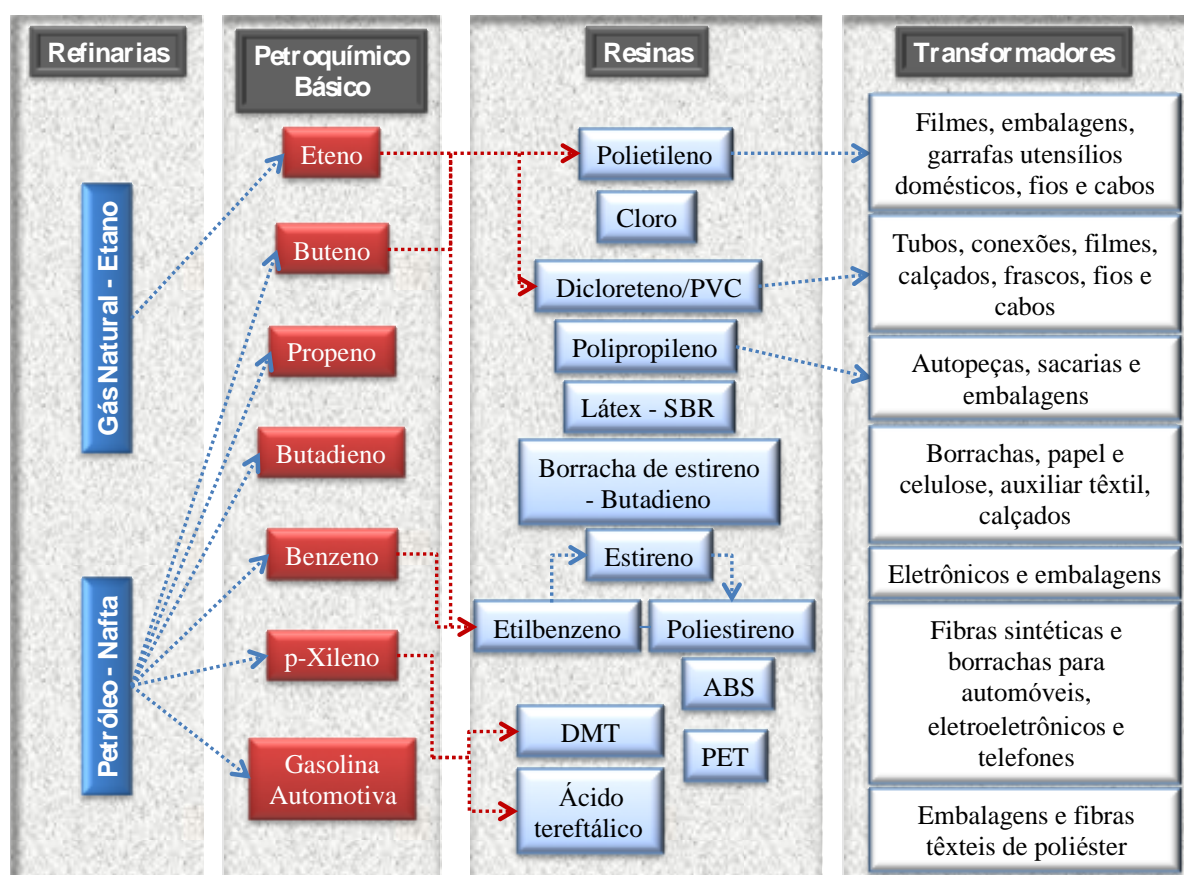 Refinarias
Gás Natural - Etano
Petróleo - Nafta
Petroquímico
Básico
Eteno
Buteno
Propeno
Butadieno
Benzeno
p-Xileno
Gasolina
Automotiva
Resinas
Polietileno
Cloro
Dicloreteno/PVC
Polipropileno
Látex - SBR
Borracha de estireno
- Butadieno
Estireno
Etilbenzeno
Poliestireno
ABS
DMT
PET
Ácido
tereftálico
Transformadores
Filmes, embalagens,
garrafas utensílios
domésticos, fios e cabos
Tubos, conexões, filmes,
calçados, frascos, fios e
cabos
Autopeças, sacarias e
embalagens
Borrachas, papel e
celulose, auxiliar têxtil,
calçados
Eletrônicos e embalagens
Fibras sintéticas e
borrachas para
automóveis,
eletroeletrônicos e
telefones
Embalagens e fibras
têxteis de poliéster